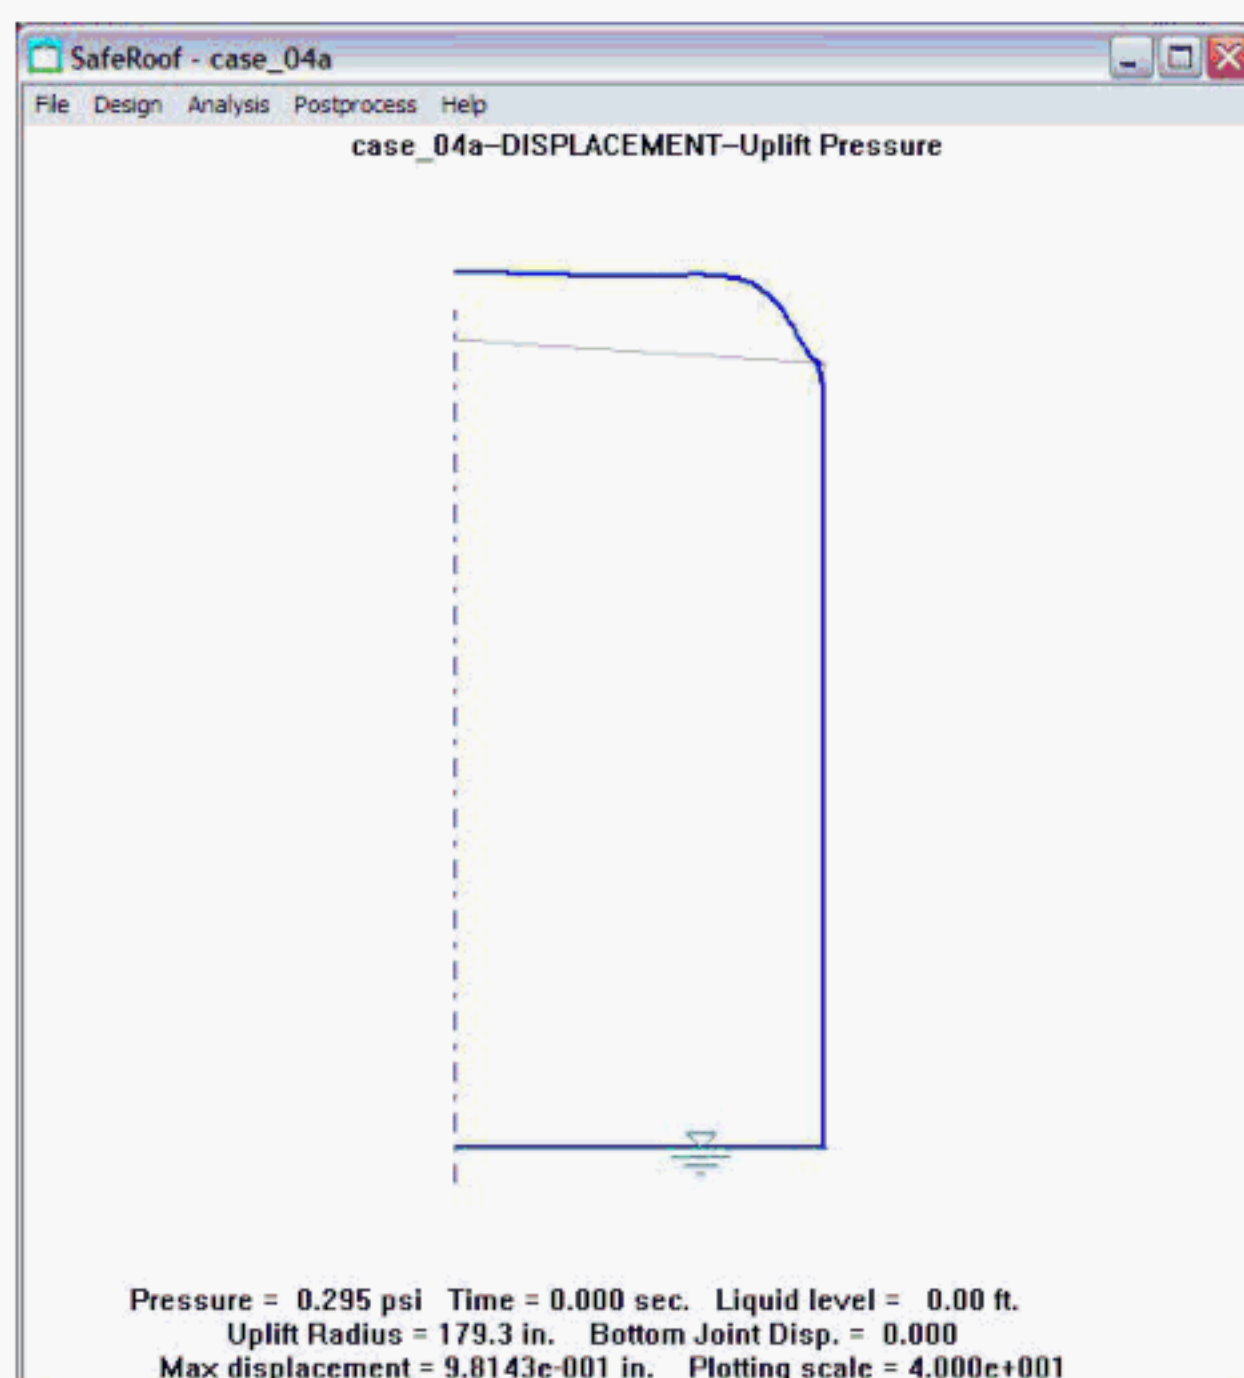 SafeRoof - case_04a
File Design Analysis Postprocess Help
case_04a–DISPLACEMENT–Uplift Pressure
Pressure = 0.295 psi Time = 0.000 sec. Liquid level = 0.00 ft.
Uplift Radius = 179.3 in. Bottom Joint Disp. = 0.000
Max displacement = 9.8143e-001 in. Plotting scale = 4.000e+001